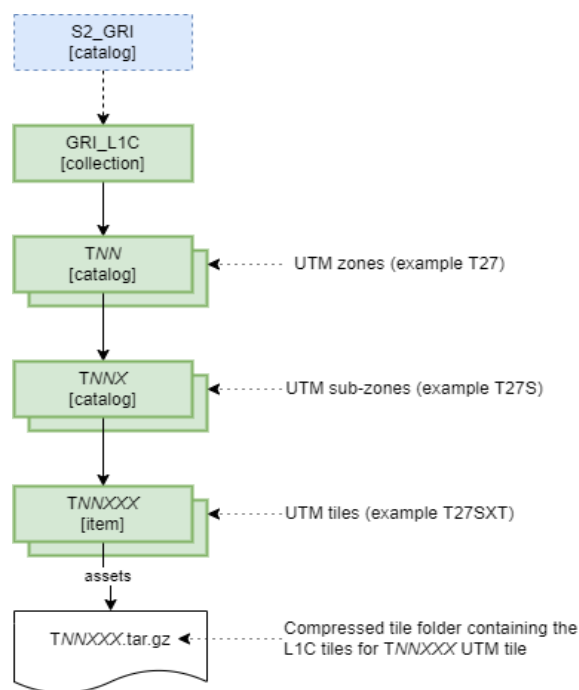 S2_GRI
[catalog]
GRI_L1C
[collection]
TNN
[catalog]
UTM zones (example T27)
TNNX
[catalog]
UTM sub-zones (example T27S)
TNNXXX
[item]
UTM tiles (example T27SXT)
assets
TNNXXX.tar.gz
Compressed tile folder containing the
L1C tiles for TNNXXX UTM tile